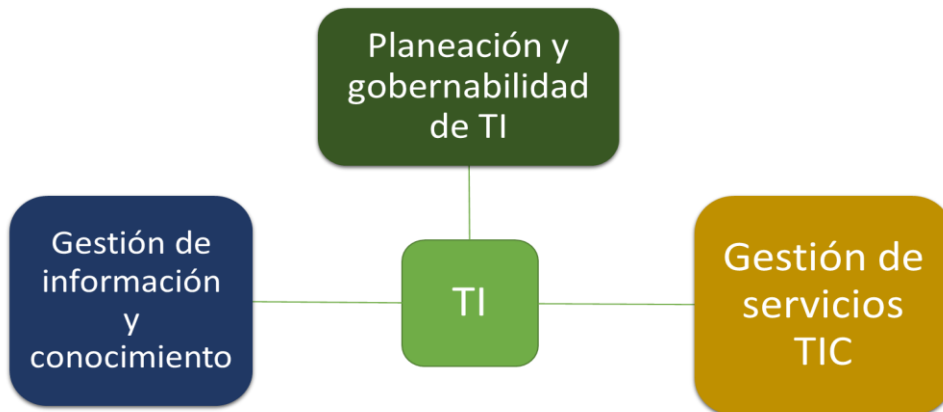 Planeación y
gobernabilidad
de TI
Gestión de
información
y
conocimiento
TI
Gestión de
servicios
TIC